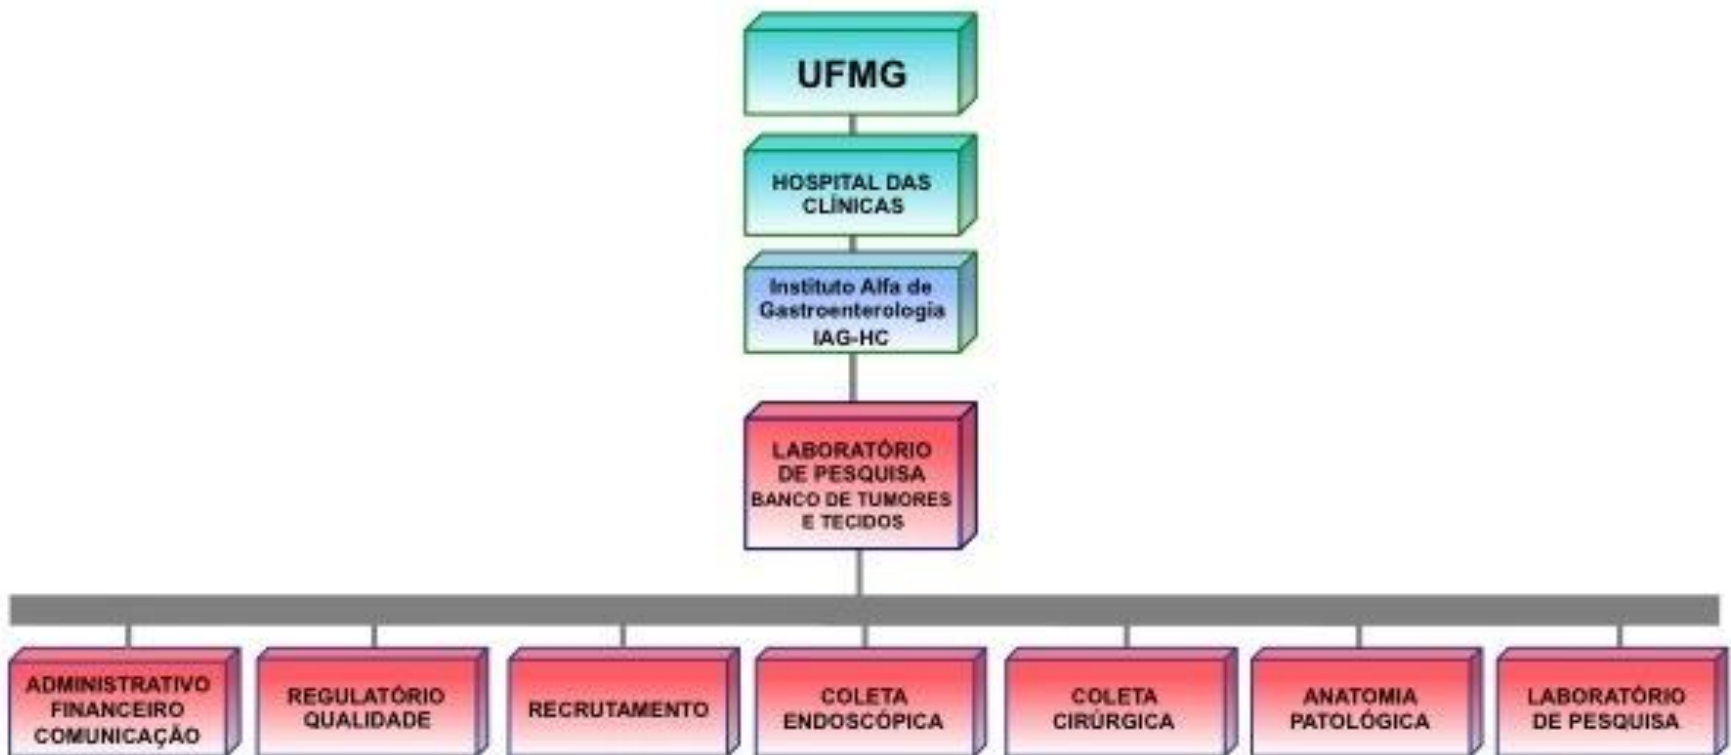 UFMG
HOSPITAL DAS
CLÍNICAS
Instituto Alfa de
Gastroenterologia
IAG-HC
LABORATÓRIO
DE PESQUISA
BANCO DE TUMORES
E TECIDOS
ADMINISTRATIVO
FINANCEIRO
COMUNICAÇÃO
REGULATÓRIO
QUALIDADE
RECRUTAMENTO
COLETA
ENDOSCÓPICA
COLETA
CIRÚRGICA
ANATOMIA
PATOLÓGICA
LABORATÓRIO
DE PESQUISA